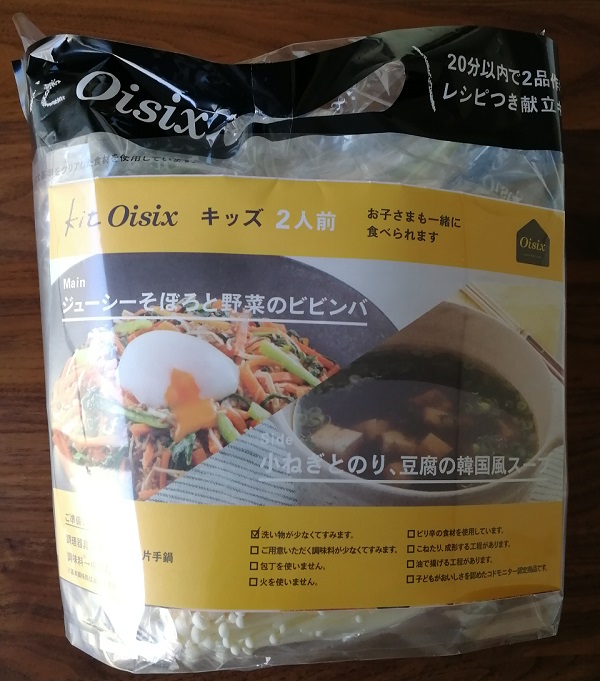 Oisix
20分以内で2品作
レシピつき献立
kit Oisix キッズ 2人前
お子さまも一緒に
食べられます
Oisix
Main
ジューシーそぼろと野菜のビビンバ
Side
小ねぎとのり、豆腐の韓国風スープ
片手鍋
☑洗い物が少なくてすみます。
□ご用意いただく調味料が少なくてすみます。
□包丁を使いません。
□火を使いません。
□ピリ辛の食材を使用しています。
□こねたり、成形する工程があります。
□油で揚げる工程があります。
□子どもがおいしさを認めたコドモニター認定商品です。